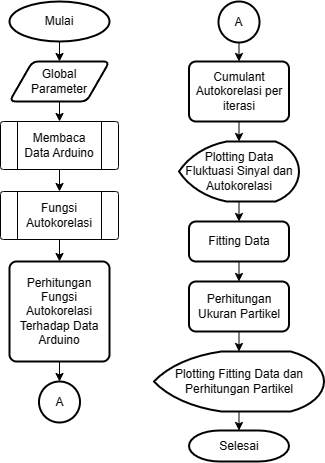 Mulai
Global
Parameter
Membaca
Data Arduino
Fungsi
Autokorelasi
Perhitungan
Fungsi
Autokorelasi
Terhadap Data
Arduino
A
A
Cumulant
Autokorelasi per
iterasi
Plotting Data
Fluktuasi Sinyal dan
Autokorelasi
Fitting Data
Perhitungan
Ukuran Partikel
Plotting Fitting Data dan
Perhitungan Partikel
Selesai